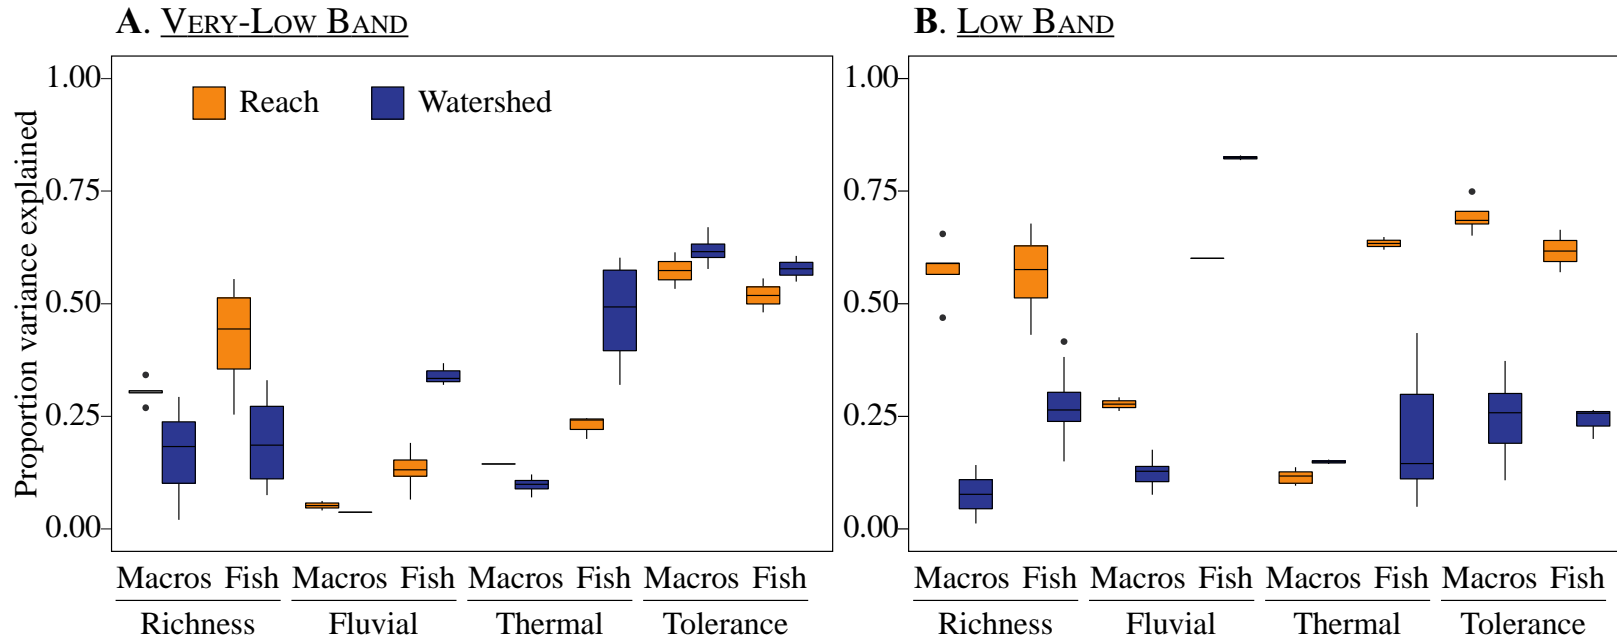 A. VERY-LOW BAND
B. LOW BAND
Proportion variance explained
1.00
0.75
0.50
0.25
0.00
Reach
Watershed
1.00
0.75
0.50
0.25
0.00
Macros Fish Macros Fish Macros Fish Macros Fish
Richness Fluvial Thermal Tolerance
Macros Fish Macros Fish Macros Fish Macros Fish
Richness Fluvial Thermal Tolerance